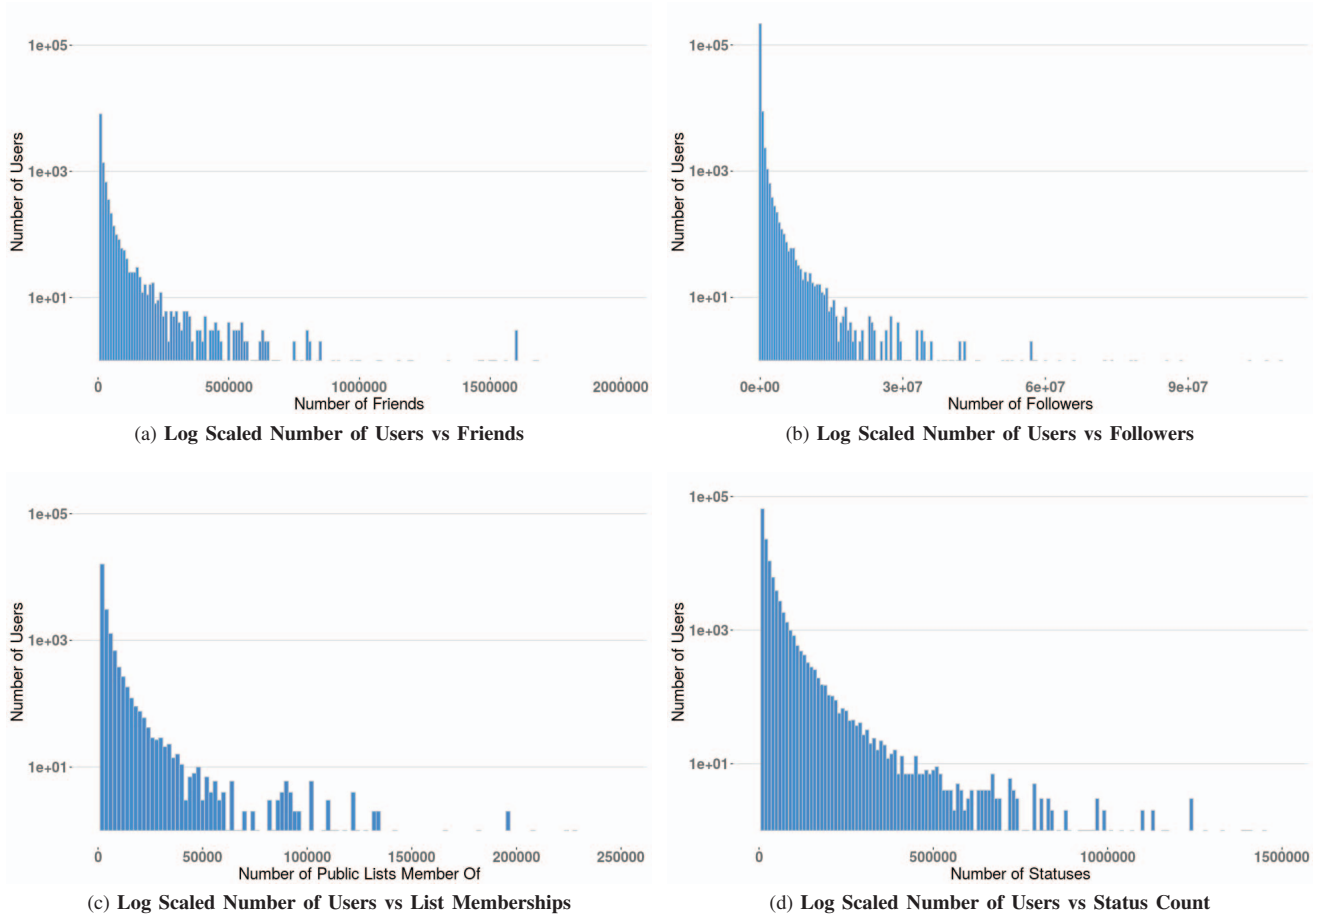 1e+05
1e+03
1e+01
Number of Users
0 500000 1000000 1500000 2000000
Number of Friends
(a) Log Scaled Number of Users vs Friends
1e+05
1e+03
1e+01
Number of Users
0e+00 3e+07 6e+07 9e+07
Number of Followers
(b) Log Scaled Number of Users vs Followers
1e+05
1e+03
1e+01
Number of Users
0 50000 100000 150000 200000 250000
Number of Public Lists Member Of
(c) Log Scaled Number of Users vs List Memberships
1e+05
1e+03
1e+01
Number of Users
0 500000 1000000 1500000
Number of Statuses
(d) Log Scaled Number of Users vs Status Count